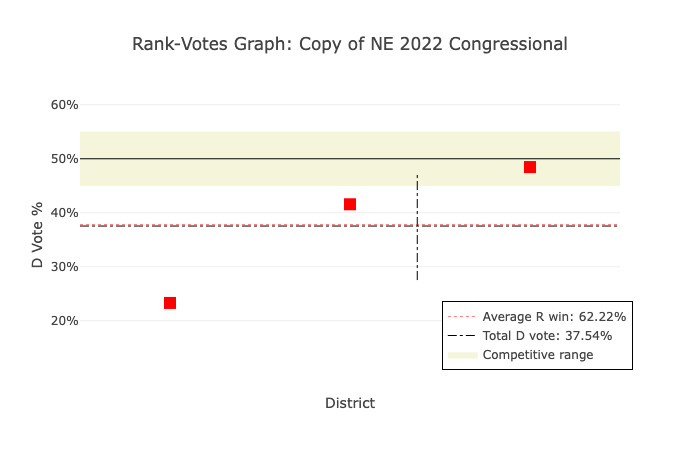 Rank-Votes Graph: Copy of NE 2022 Congressional
60%
50%
40%
30%
20%
D Vote %
District
Average R win: 62.22%
Total D vote: 37.54%
Competitive range